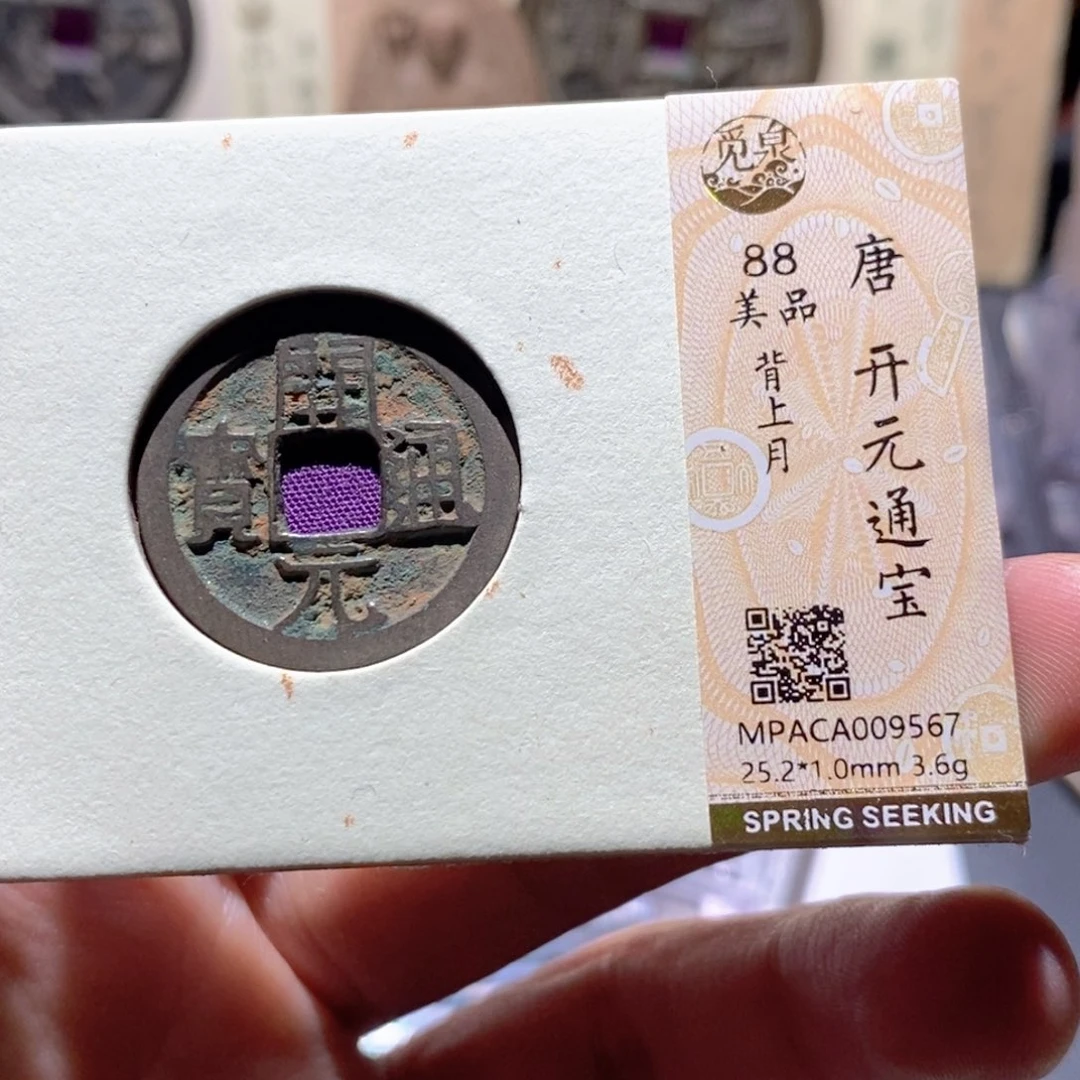 開通元寳
觅泉
唐 开元通宝
88
美品
背上月
MPACA009567
25.2*1.0mm 3.6g
SPRING SEEKING